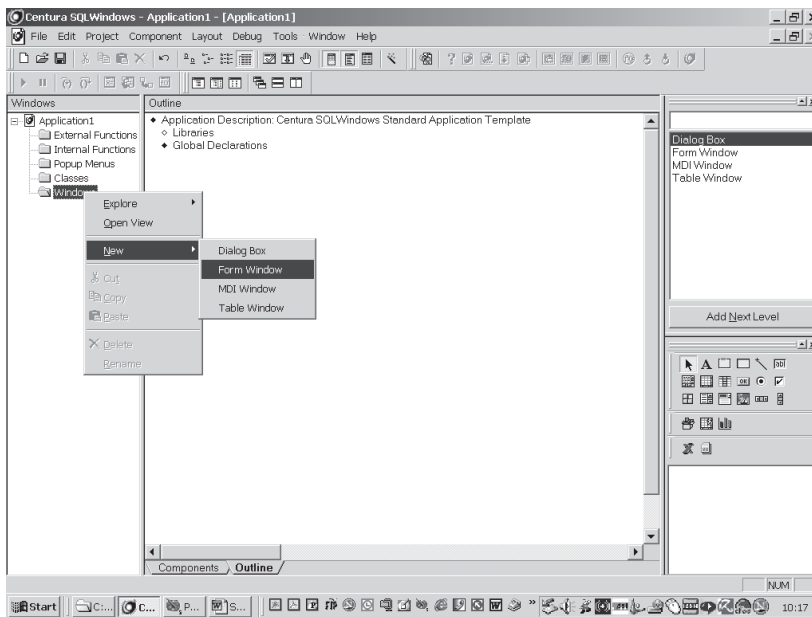 Centura SQLWindows - Application1 - [Application1]
File Edit Project Component Layout Debug Tools Window Help
Windows
Application1
External Functions
Internal Functions
Popup Menus
Classes
Windows
Outline
Application Description: Centura SQLWindows Standard Application Template
Libraries
Global Declarations
Explore
Open View
New
Cut
Copy
Paste
Delete
Rename
Dialog Box
Form Window
MDI Window
Table Window
Components
Outline
Dialog Box
Form Window
MDI Window
Table Window
Add Next Level
NUM
Start
C:...
C...
P...
S...
10:17